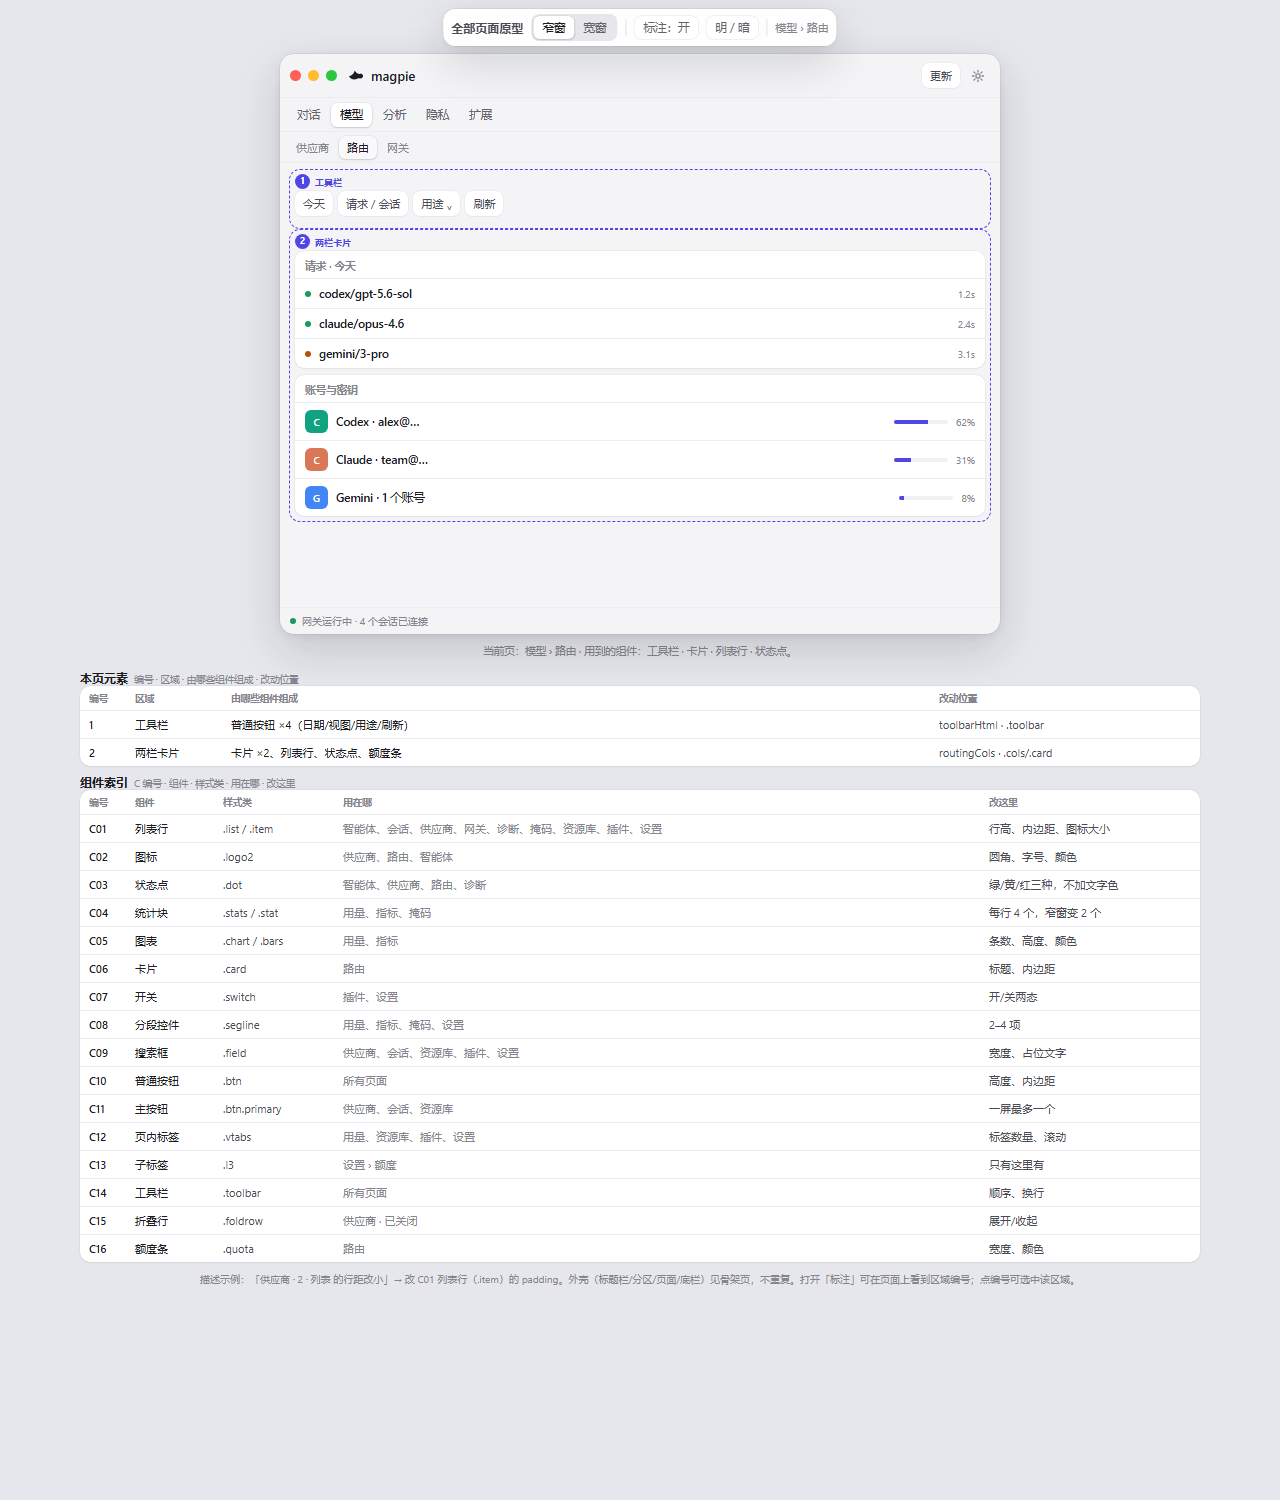 全部页面原型 窄窗 宽窗 标注：开 明 / 暗 模型 › 路由
magpie 更新
对话 模型 分析 隐私 扩展
供应商 路由 网关
1 工具栏
今天 请求 / 会话 用途 刷新
2 两栏卡片
请求 · 今天
codex/gpt-5.6-sol 1.2s
claude/opus-4.6 2.4s
gemini/3-pro 3.1s
账号与密钥
C Codex · alex@... 62%
C Claude · team@... 31%
G Gemini · 1 个账号 8%
网关运行中 · 4 个会话已连接
当前页：模型 › 路由 · 用到的组件：工具栏 · 卡片 · 列表行 · 状态点。
本页元素 编号 · 区域 · 由哪些组件组成 · 改动位置
编号 区域 由哪些组件组成 改动位置
1 工具栏 普通按钮 ×4（日期/视图/用途/刷新） toolbarHtml · .toolbar
2 两栏卡片 卡片 ×2、列表行、状态点、额度条 routingCols · .cols/.card
组件索引 C 编号 · 组件 · 样式类 · 用在哪 · 改这里
编号 组件 样式类 用在哪 改这里
C01 列表行 .list / .item 智能体、会话、供应商、网关、诊断、掩码、资源库、插件、设置 行高、内边距、图标大小
C02 图标 .logo2 供应商、路由、智能体 圆角、字号、颜色
C03 状态点 .dot 智能体、供应商、路由、诊断 绿/黄/红三种，不加文字色
C04 统计块 .stats / .stat 用量、指标、掩码 每行 4 个，窄窗变 2 个
C05 图表 .chart / .bars 用量、指标 条数、高度、颜色
C06 卡片 .card 路由 标题、内边距
C07 开关 .switch 插件、设置 开/关两态
C08 分段控件 .segline 用量、指标、掩码、设置 2–4 项
C09 搜索框 .field 供应商、会话、资源库、插件、设置 宽度、占位文字
C10 普通按钮 .btn 所有页面 高度、内边距
C11 主按钮 .btn.primary 供应商、会话、资源库 一屏最多一个
C12 页内标签 .vtabs 用量、资源库、插件、设置 标签数量、滚动
C13 子标签 .l3 设置 › 额度 只有这里有
C14 工具栏 .toolbar 所有页面 顺序、换行
C15 折叠行 .foldrow 供应商 · 已关闭 展开/收起
C16 额度条 .quota 路由 宽度、颜色
描述示例：「供应商 · 2 · 列表 的行距改小」→ 改 C01 列表行（.item）的 padding。外壳（标题栏/分区/页面/底栏）见骨架页，不重复。打开「标注」可在页面上看到区域编号；点编号可选中该区域。